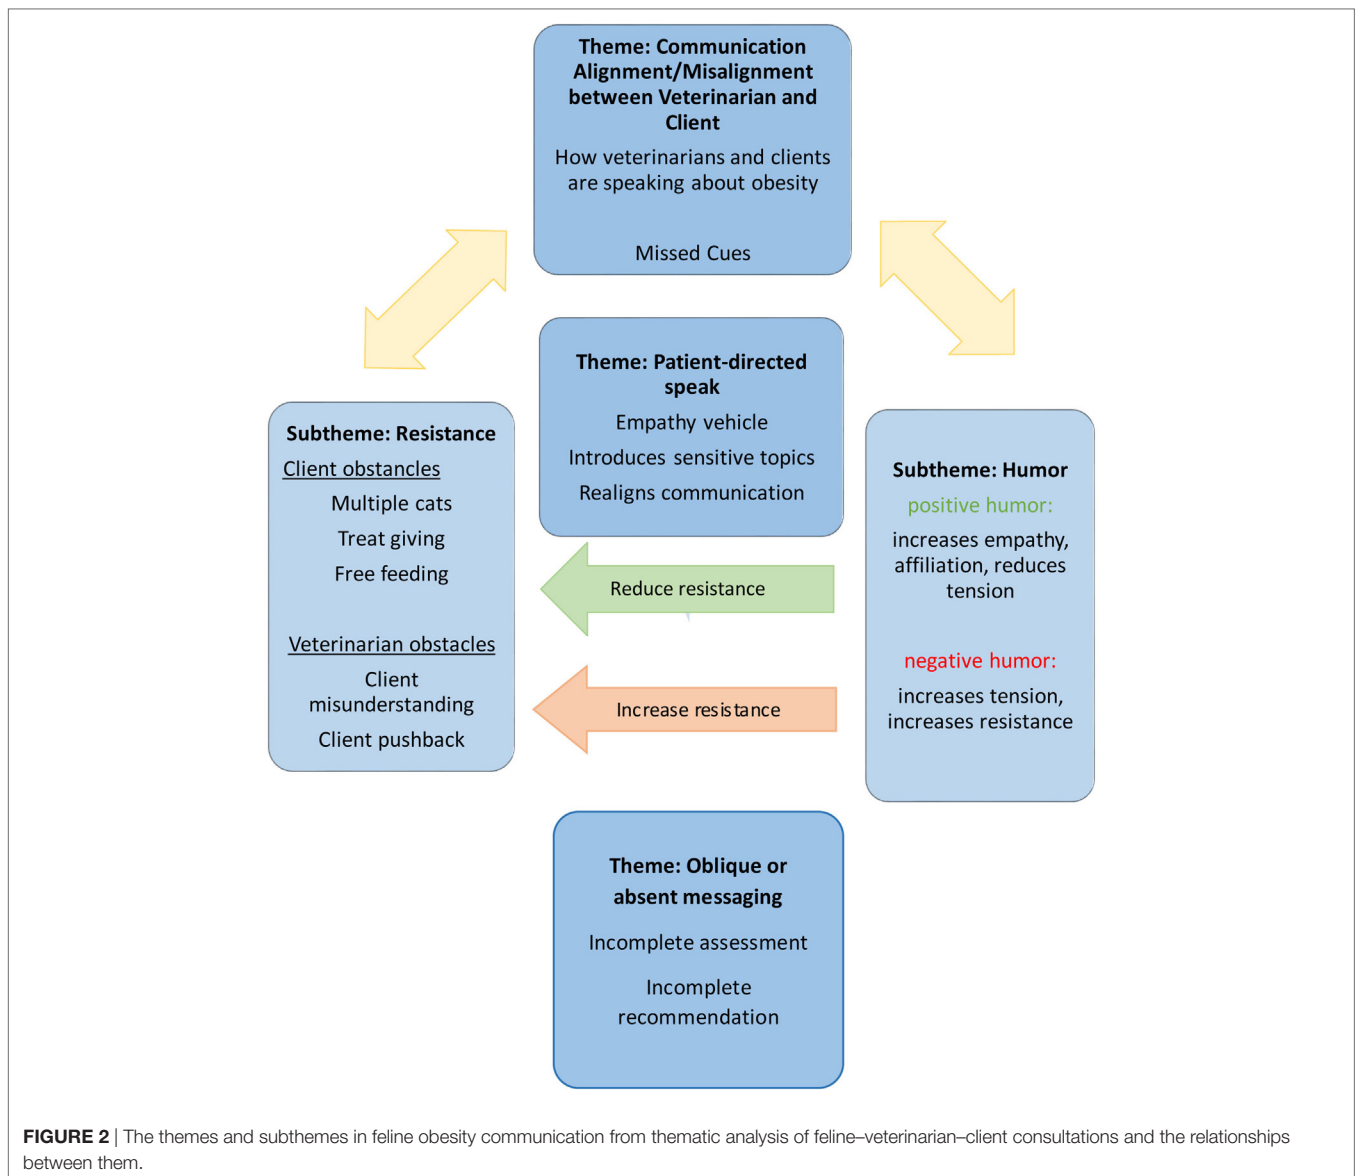 Theme: Communication
Alignment/Misalignment
between Veterinarian and
Client
How veterinarians and clients
are speaking about obesity
Missed Cues
Theme: Patient-directed
speak
Empathy vehicle
Introduces sensitive topics
Realigns communication
Subtheme: Resistance
Client obstancles
Multiple cats
Treat giving
Free feeding
Veterinarian obstacles
Client
misunderstanding
Client pushback
Reduce resistance
Increase resistance
Subtheme: Humor
positive humor:
increases empathy,
affiliation, reduces
tension
negative humor:
increases tension,
increases resistance
Theme: Oblique or
absent messaging
Incomplete assessment
Incomplete
recommendation
FIGURE 2 | The themes and subthemes in feline obesity communication from thematic analysis of feline–veterinarian–client consultations and the relationships
between them.